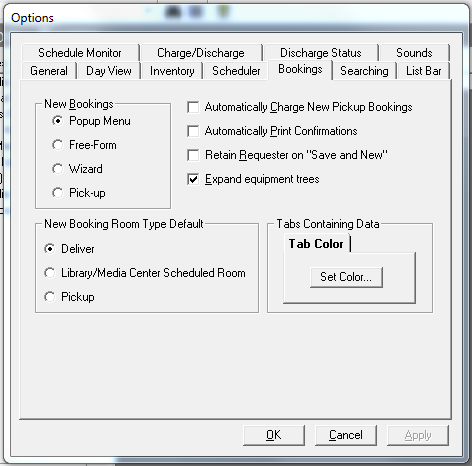 Options
Schedule Monitor Charge/Discharge Discharge Status Sounds
General Day View Inventory Scheduler Bookings Searching List Bar
New Bookings
Popup Menu
Free-Form
Wizard
Pick-up
Automatically Charge New Pickup Bookings
Automatically Print Confirmations
Retain Requester on "Save and New"
Expand equipment trees
New Booking Room Type Default
Deliver
Library/Media Center Scheduled Room
Pickup
Tabs Containing Data
Tab Color
Set Color...
OK Cancel Apply